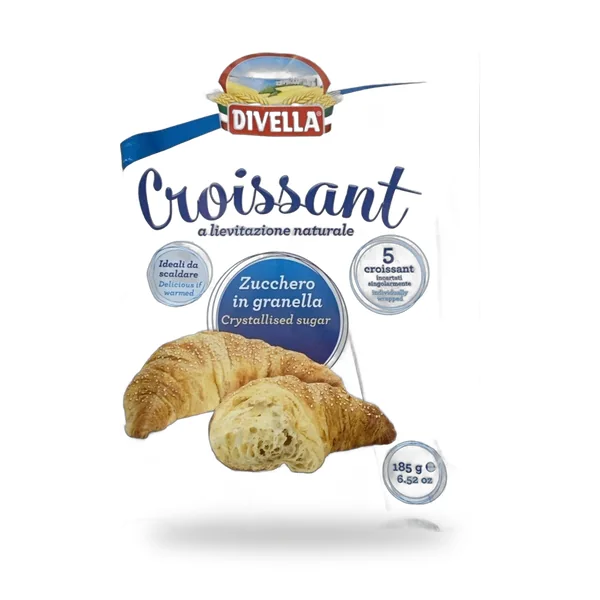 DIVELLA
Croissant
a lievitazione naturale
Ideali da
scaldare
Delicious if
warmed
5
croissant
incartati
singolarmente
individually
wrapped
Zucchero
in granella
Crystallised sugar
185 g ℮
6.52 oz